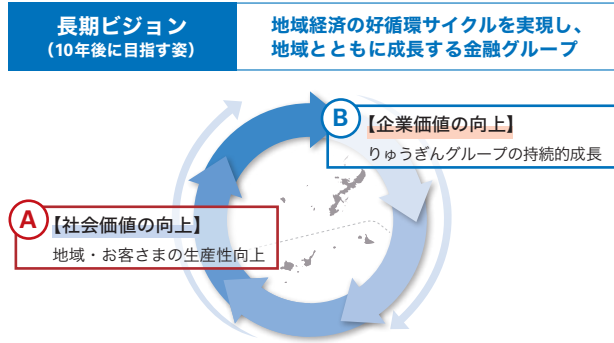 長期ビジョン
（10年後に目指す姿）
地域経済の好循環サイクルを実現し、
地域とともに成長する金融グループ
B
【企業価値の向上】
りゅうぎんグループの持続的成長
A
【社会価値の向上】
地域・お客さまの生産性向上